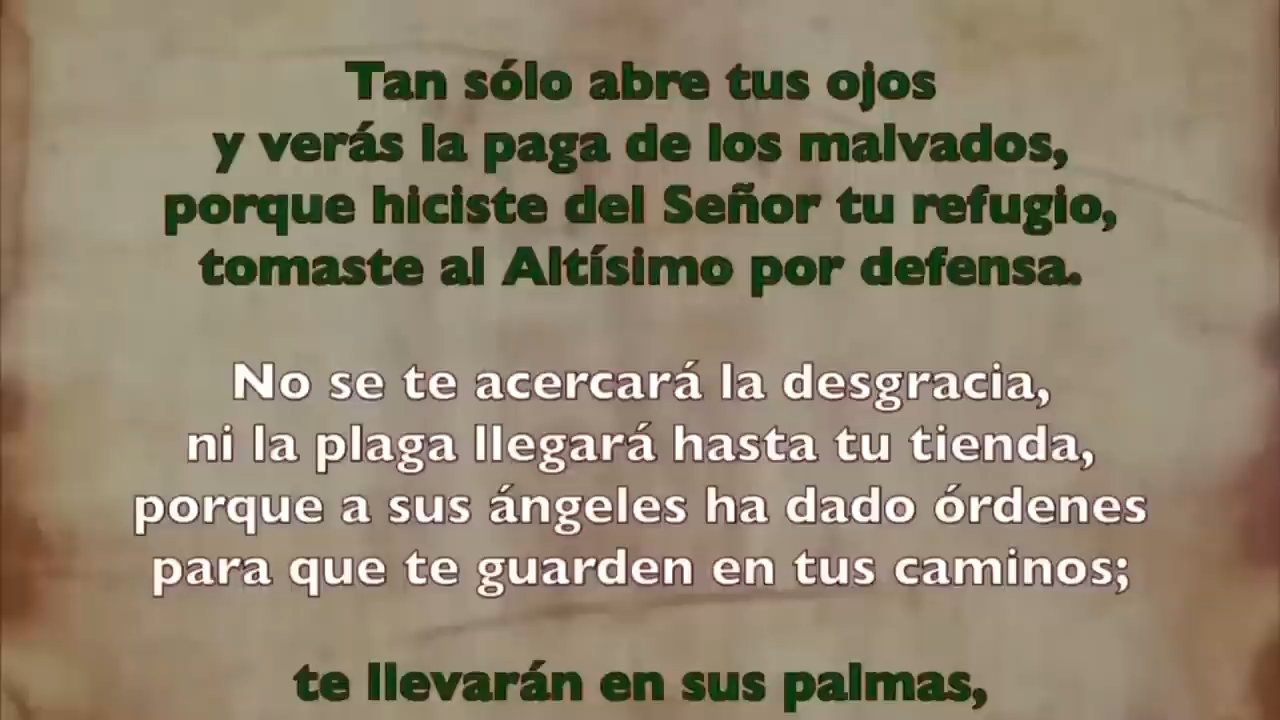 Tan sólo abre tus ojos
y verás la paga de los malvados,
porque hiciste del Señor tu refugio,
tomaste al Altísimo por defensa.
No se te acercará la desgracia,
ni la plaga llegará hasta tu tienda,
porque a sus ángeles ha dado órdenes
para que te guarden en tus caminos;
te llevarán en sus palmas,